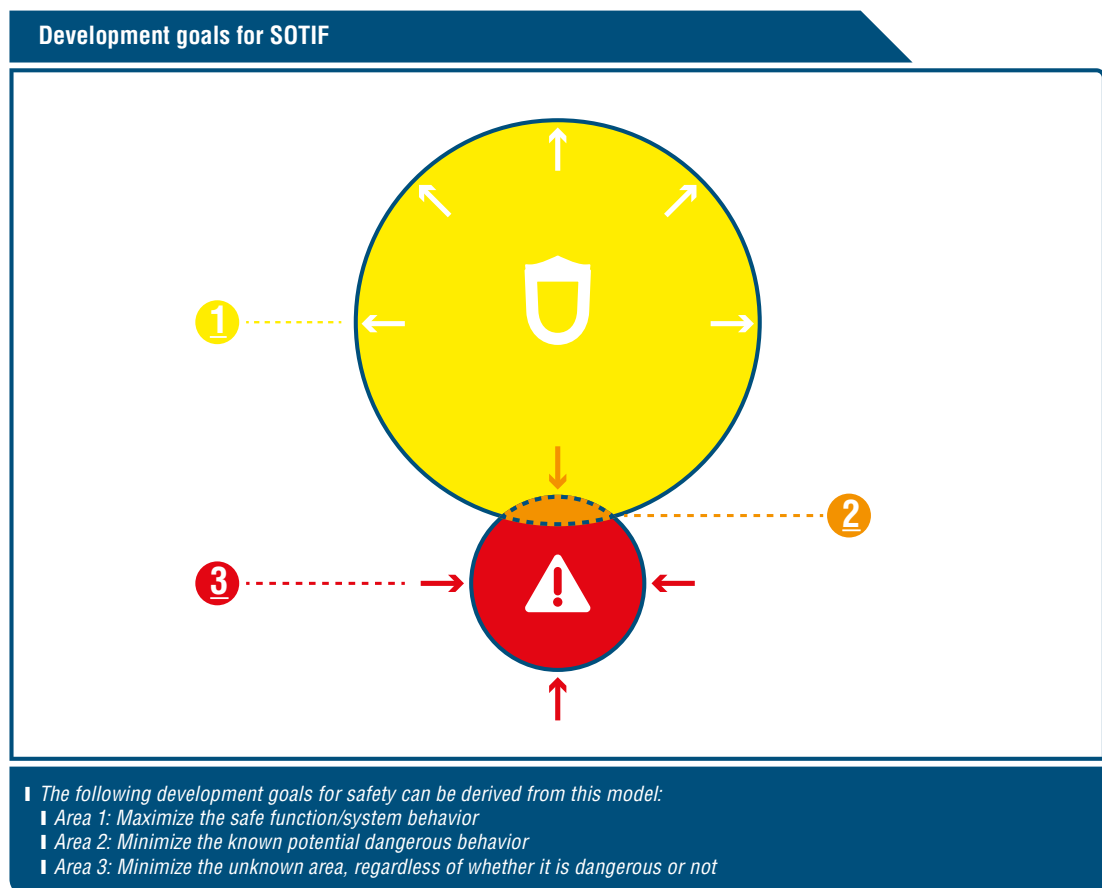 Development goals for SOTIF
1
2
3
The following development goals for safety can be derived from this model:
Area 1: Maximize the safe function/system behavior
Area 2: Minimize the known potential dangerous behavior
Area 3: Minimize the unknown area, regardless of whether it is dangerous or not